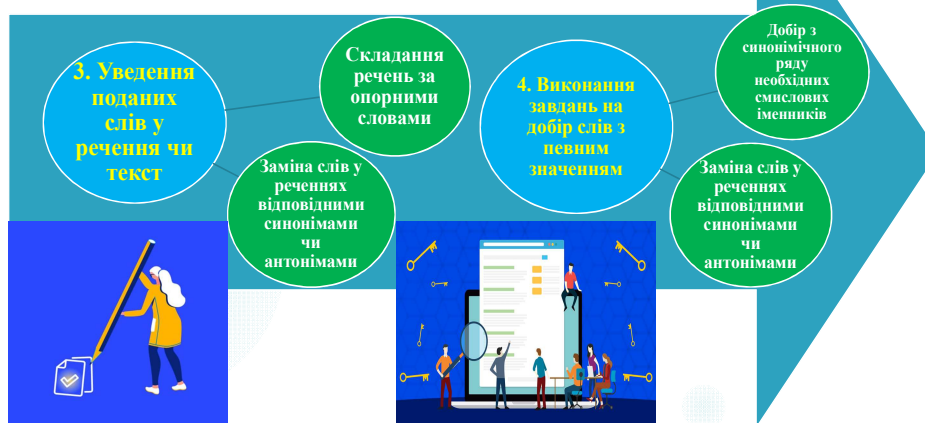 3. Уведення
поданих
слів у
речення чи
текст
Складання
речень за
опорними
словами
Заміна слів у
реченнях
відповідними
синонімами
чи
антонімами
4. Виконання
завдань на
добір слів з
певним
значенням
Добір з
синонімічного
ряду
необхідних
смислових
іменників
Заміна слів у
реченнях
відповідними
синонімами
чи
антонімами